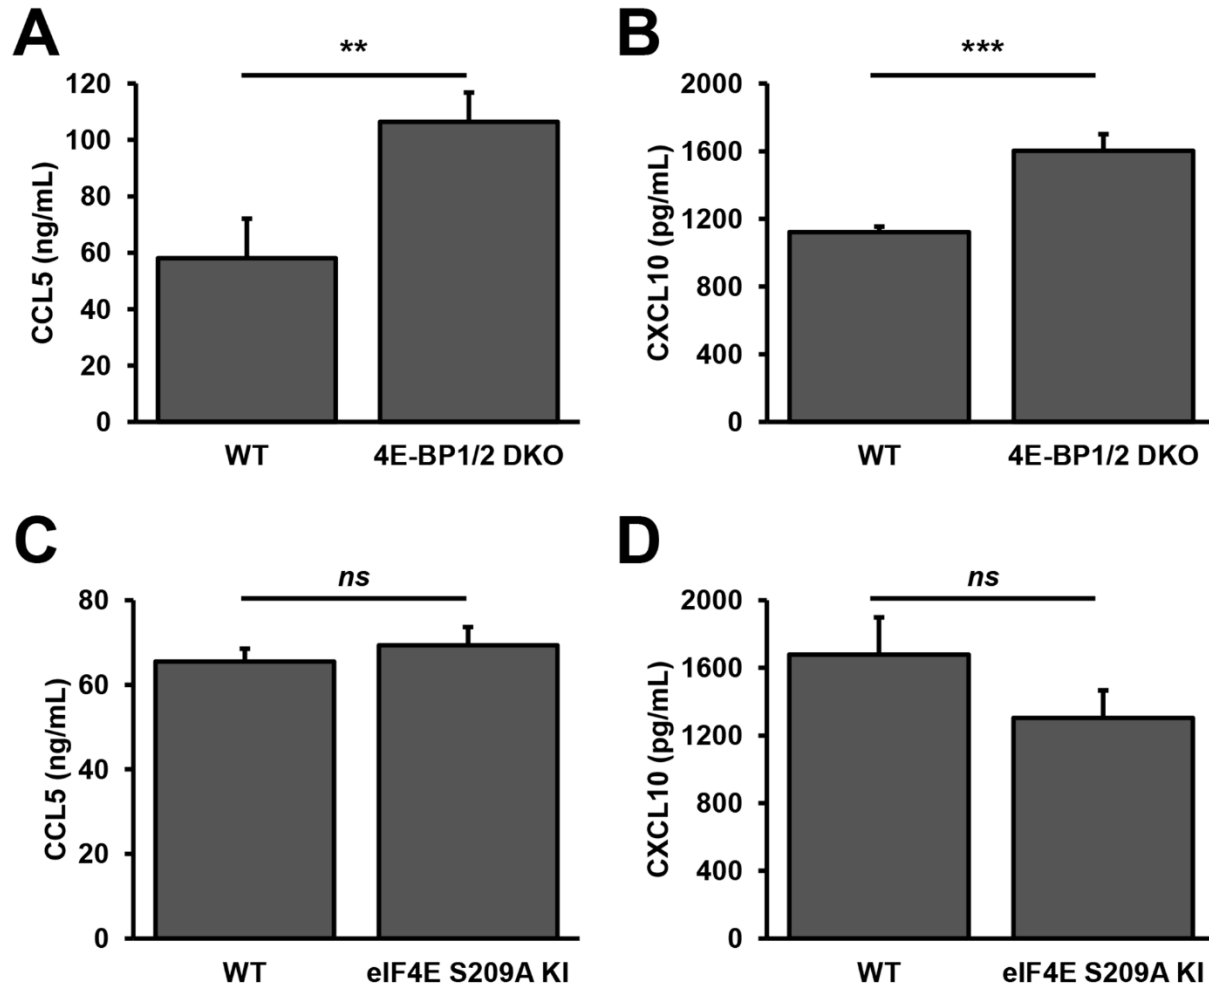 A
**
CCL5 (ng/mL)
120
100
80
60
40
20
0
WT 4E-BP1/2 DKO
B
***
CXCL10 (pg/mL)
2000
1600
1200
800
400
0
WT 4E-BP1/2 DKO
C
ns
CCL5 (ng/mL)
80
60
40
20
0
WT eIF4E S209A KI
D
ns
CXCL10 (pg/mL)
2000
1600
1200
800
400
0
WT eIF4E S209A KI